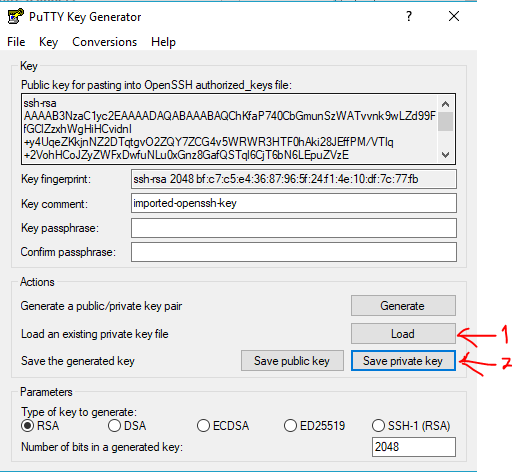 PuTTY Key Generator
File Key Conversions Help
Key
Public key for pasting into OpenSSH authorized_keys file:
ssh-rsa
AAAAB3NzaC1yc2EAAAADAQABAAABAQChKfaP740CbGmunSzWATvvnk9wLZd99F
fGClZzxhWgHiHCvidnI
+y4UqeZKkjnNZ2DTqtgvO2ZQY7ZCG4v5WRWR3HTF0hAki28JEffPM/VTlq
+2VohHCoJZyZWFxDwfuNLu0xGnz8GafQSTql6CjT6bN6LEpuZVzE
Key fingerprint: ssh-rsa 2048 bf:c7:c5:e4:36:87:96:5f:24:f1:4e:10:df:7c:77:fb
Key comment: imported-openssh-key
Key passphrase:
Confirm passphrase:
Actions
Generate a public/private key pair Generate
Load an existing private key file Load 1
Save the generated key Save public key Save private key 2
Parameters
Type of key to generate:
RSA DSA ECDSA ED25519 SSH-1 (RSA)
Number of bits in a generated key: 2048